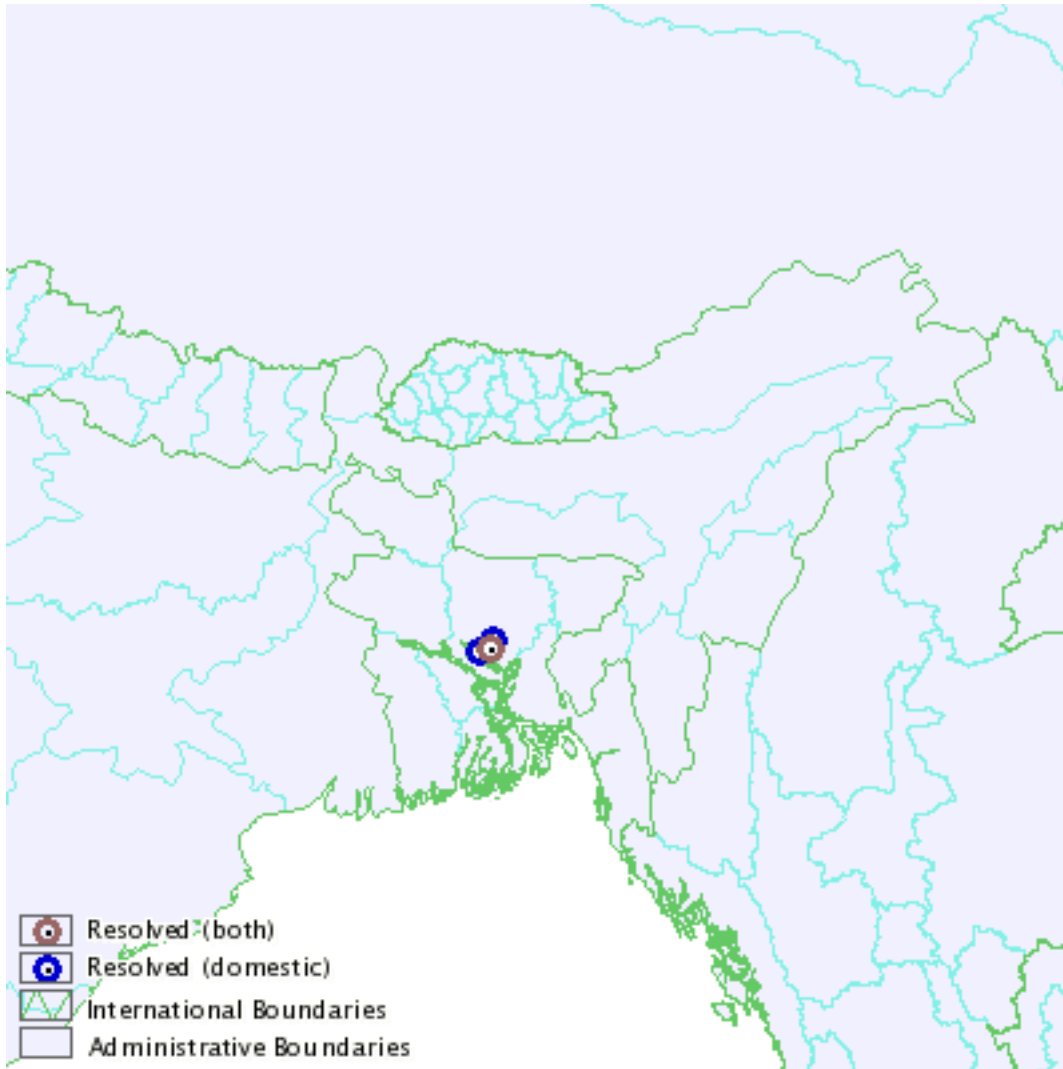 Resolved (both)
Resolved (domestic)
International Boundaries
Administrative Boundaries